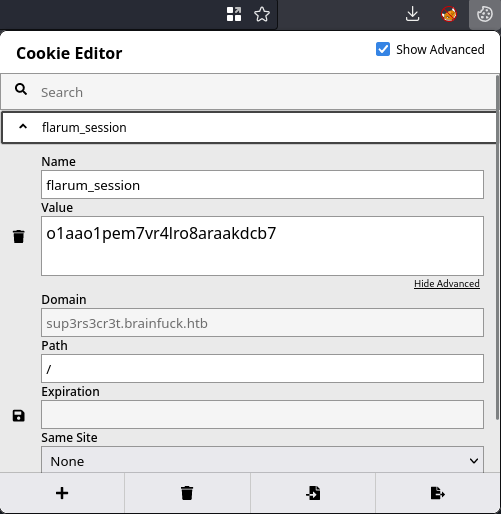 Cookie Editor
Show Advanced
Search
flarum_session
Name
flarum_session
Value
o1aao1pem7vr4lro8araakdcb7
Hide Advanced
Domain
sup3rs3cr3t.brainfuck.htb
Path
/
Expiration
Same Site
None